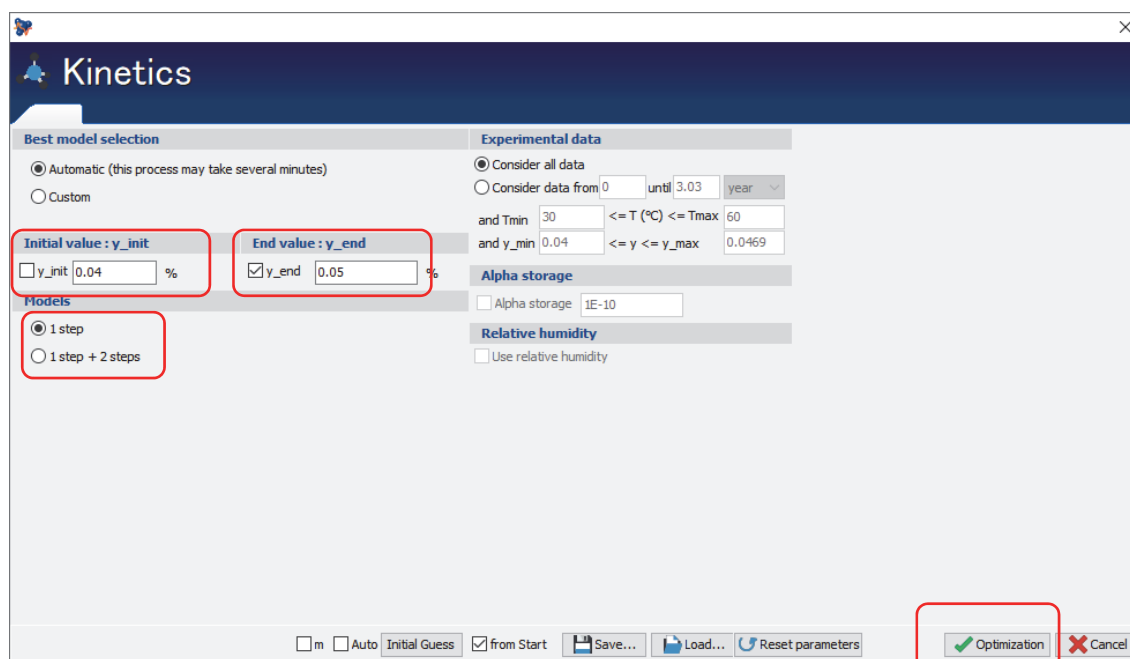 Kinetics
Best model selection
Automatic (this process may take several minutes)
Custom
Initial value : y_init
End value : y_end
y_init 0.04 %
y_end 0.05 %
Models
1 step
1 step + 2 steps
Experimental data
Consider all data
Consider data from 0 until 3.03 year
and Tmin 30 <= T (°C) <= Tmax 60
and y_min 0.04 <= y <= y_max 0.0469
Alpha storage
Alpha storage 1E-10
Relative humidity
Use relative humidity
m Auto Initial Guess from Start Save... Load... Reset parameters Optimization Cancel